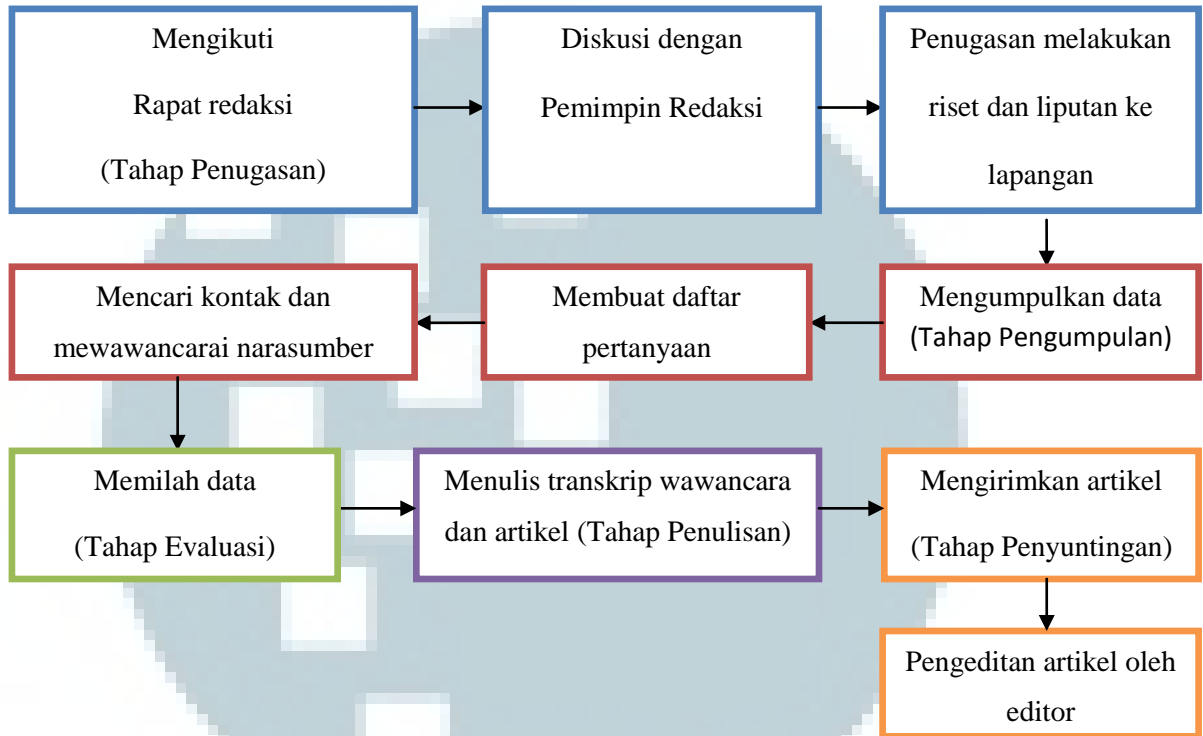 Mengikuti
Rapat redaksi
(Tahap Penugasan)
Diskusi dengan
Pemimpin Redaksi
Penugasan melakukan
riset dan liputan ke
lapangan
Mengumpulkan data
(Tahap Pengumpulan)
Membuat daftar
pertanyaan
Mencari kontak dan
mewawancarai narasumber
Memilah data
(Tahap Evaluasi)
Menulis transkrip wawancara
dan artikel (Tahap Penulisan)
Mengirimkan artikel
(Tahap Penyuntingan)
Pengeditan artikel oleh
editor